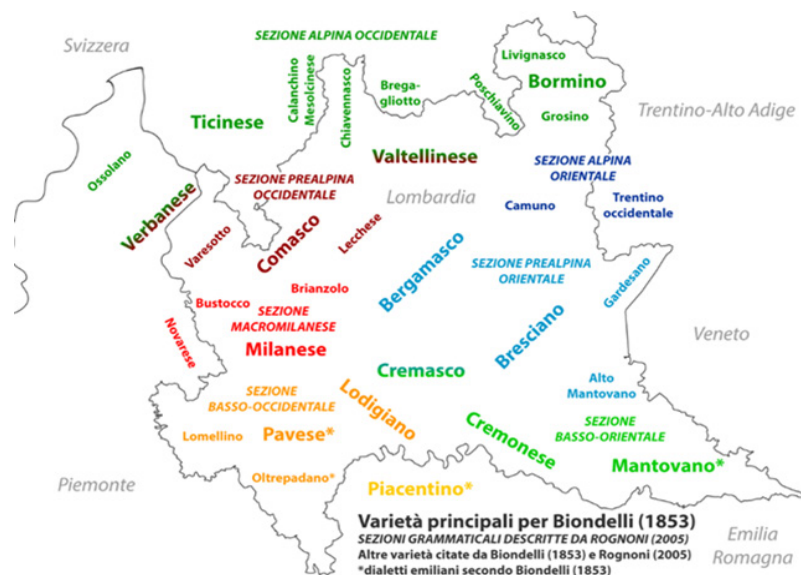 Svizzera
SEZIONE ALPINA OCCIDENTALE
Livignasco
Bormino
Calanchino
Mesolcinese
Chiavennasco
Brega-
gliotto
Poschiavino
Grosino
Trentino-Alto Adige
Ticinese
Ossolano
Valtellinese
SEZIONE ALPINA
ORIENTALE
SEZIONE PREALPINA
OCCIDENTALE
Lombardia
Camuno
Trentino
occidentale
Verbanese
Varesotto
Comasco
Lecchese
Bergamasco
SEZIONE PREALPINA
ORIENTALE
Gardesano
Brianzolo
Bustocco
SEZIONE
MACROMILANESE
Novarese
Milanese
Bresciano
Veneto
Cremasco
Alto
Mantovano
SEZIONE
BASSO-OCCIDENTALE
Lodigiano
Lomellino
Pavese*
Cremonese
SEZIONE
BASSO-ORIENTALE
Mantovano*
Piemonte
Oltrepadano*
Piacentino*
Emilia
Romagna
Varietà principali per Biondelli (1853)
SEZIONI GRAMMATICALI DESCRITTE DA ROGNONI (2005)
Altre varietà citate da Biondelli (1853) e Rognoni (2005)
*dialetti emiliani secondo Biondelli (1853)